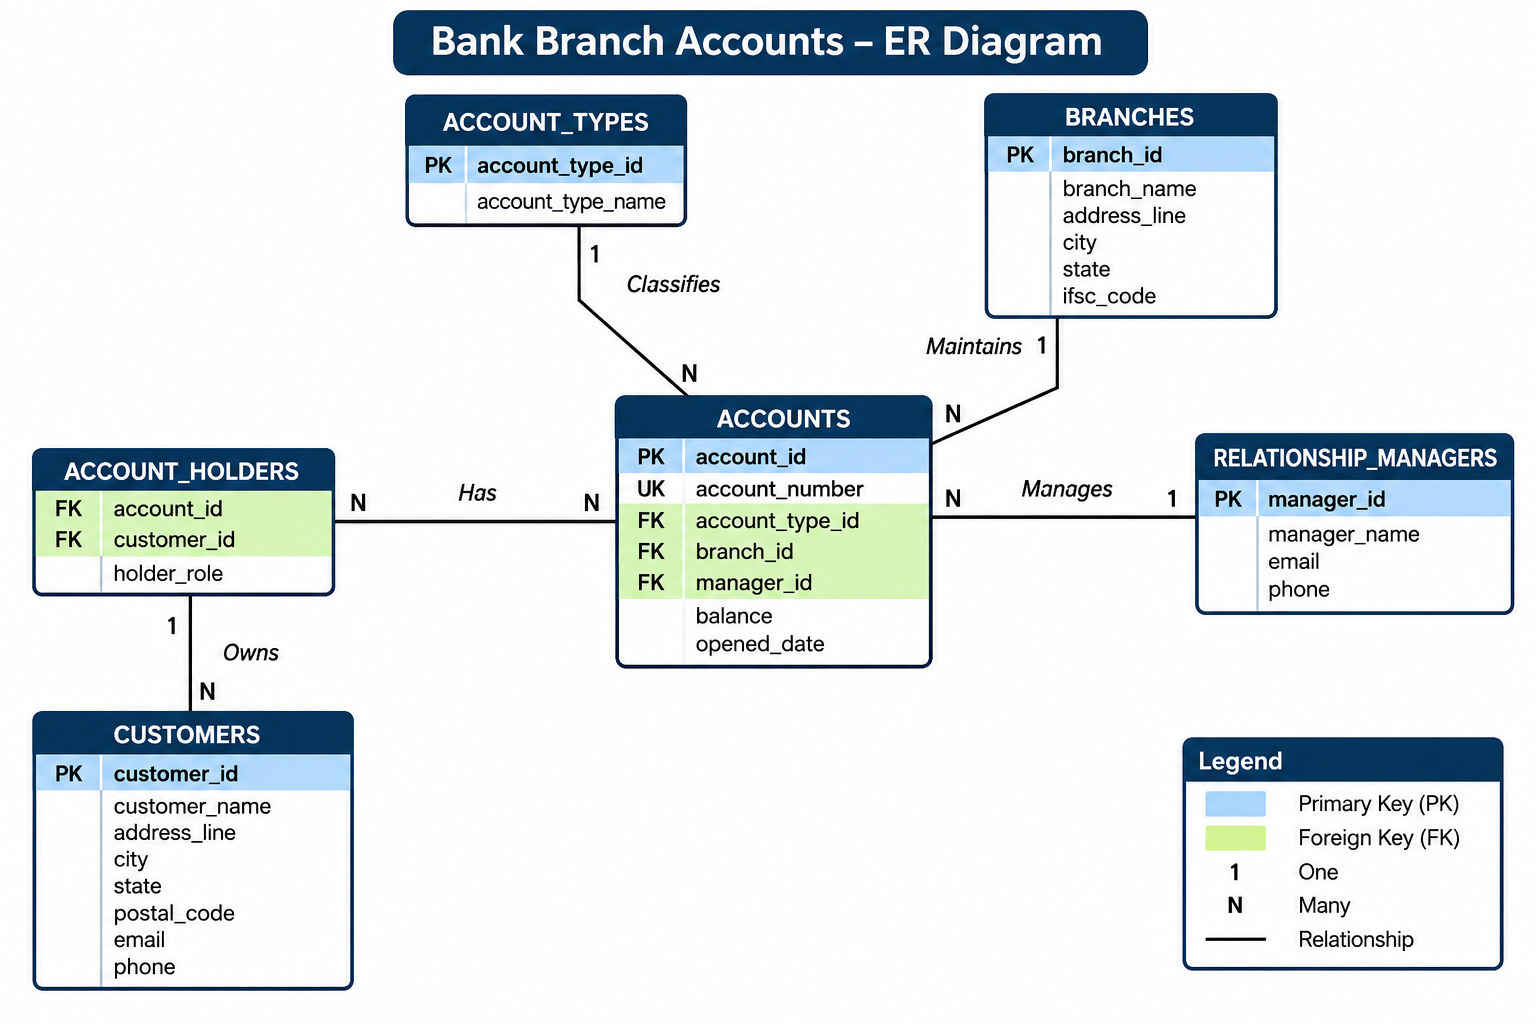 Bank Branch Accounts – ER Diagram
ACCOUNT_TYPES
PK account_type_id
account_type_name
BRANCHES
PK branch_id
branch_name
address_line
city
state
ifsc_code
1
Classifies
N
Maintains 1
N
ACCOUNTS
PK account_id
UK account_number
FK account_type_id
FK branch_id
FK manager_id
balance
opened_date
ACCOUNT_HOLDERS
FK account_id
FK customer_id
holder_role
N Has N
N Manages 1
RELATIONSHIP_MANAGERS
PK manager_id
manager_name
email
phone
1
Owns
N
CUSTOMERS
PK customer_id
customer_name
address_line
city
state
postal_code
email
phone
Legend
Primary Key (PK)
Foreign Key (FK)
1 One
N Many
Relationship